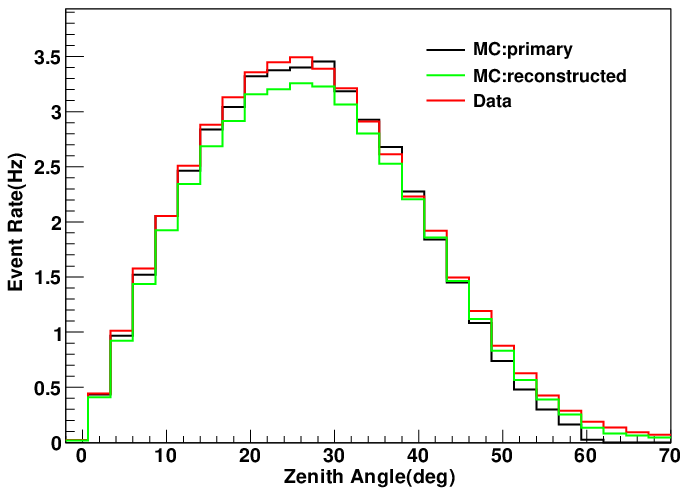 MC:primary
MC:reconstructed
Data
Event Rate(Hz)
3.5
3
2.5
2
1.5
1
0.5
0
0 10 20 30 40 50 60 70
Zenith Angle(deg)